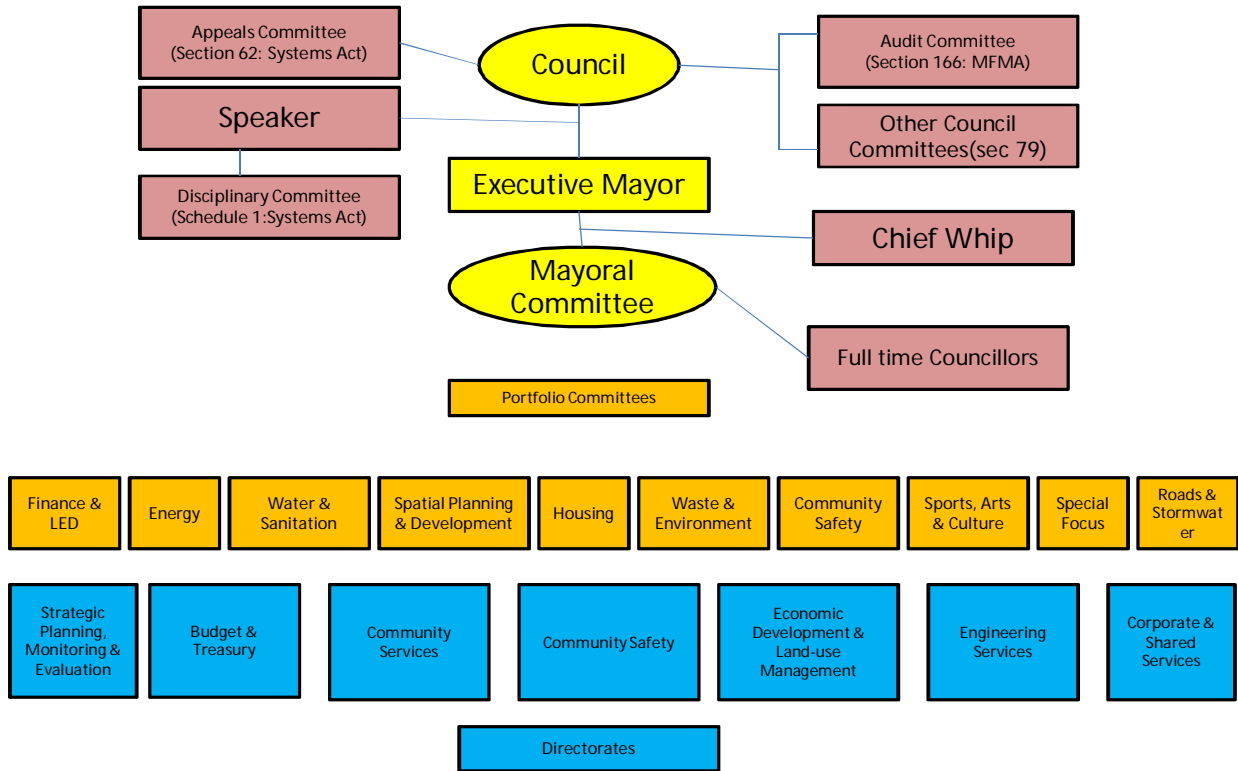 Appeals Committee
(Section 62: Systems Act)
Council
Audit Committee
(Section 166: MFMA)
Speaker
Other Council
Committees(sec 79)
Executive Mayor
Disciplinary Committee
(Schedule 1:Systems Act)
Chief Whip
Mayoral
Committee
Full time Councillors
Portfolio Committees
Finance &
LED
Energy
Water &
Sanitation
Spatial Planning
& Development
Housing
Waste &
Environment
Community
Safety
Sports, Arts
& Culture
Special
Focus
Roads &
Stormwat
er
Strategic
Planning,
Monitoring &
Evaluation
Budget &
Treasury
Community
Services
Community Safety
Economic
Development &
Land-use
Management
Engineering
Services
Corporate &
Shared
Services
Directorates